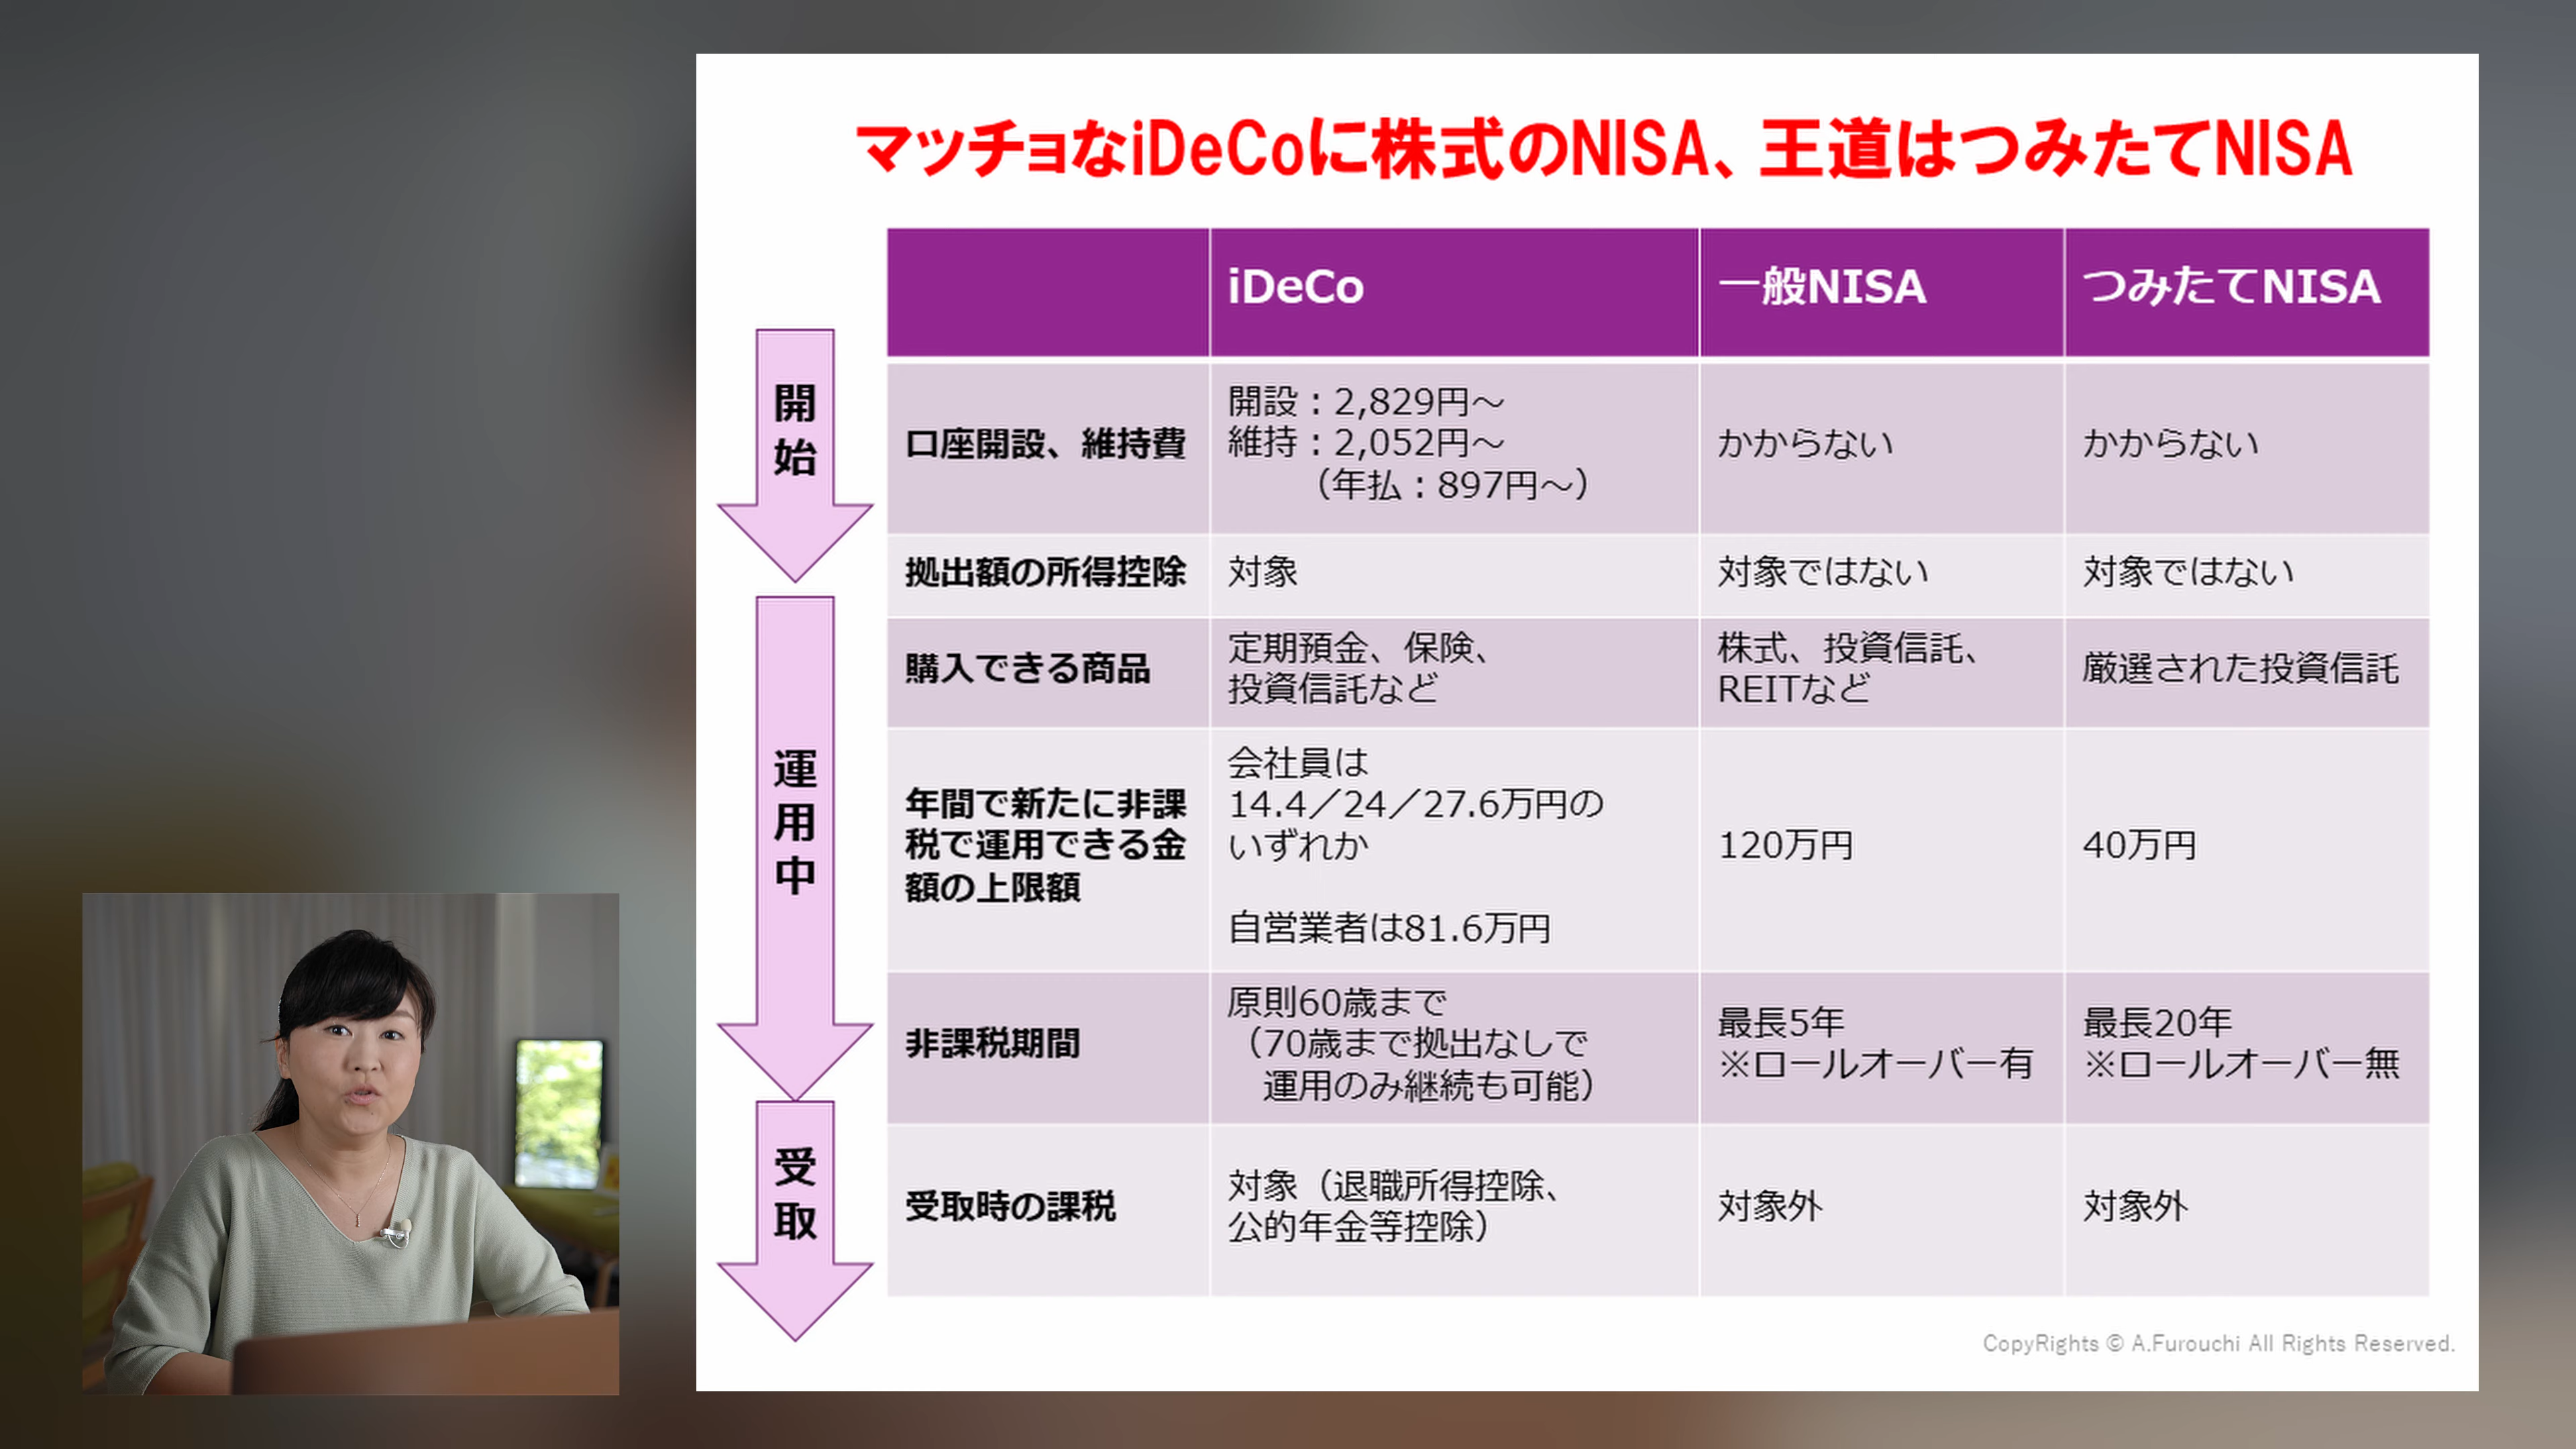 マッチョなiDeCoに株式のNISA、王道はつみたてNISA
iDeCo
一般NISA
つみたてNISA
開始
口座開設、維持費
開設：2,829円～
維持：2,052円～
（年払：897円～）
かからない
かからない
拠出額の所得控除
対象
対象ではない
対象ではない
運用中
購入できる商品
定期預金、保険、
投資信託など
株式、投資信託、
REITなど
厳選された投資信託
年間で新たに非課
税で運用できる金
額の上限額
会社員は
14.4／24／27.6万円の
いずれか
自営業者は81.6万円
120万円
40万円
非課税期間
原則60歳まで
（70歳まで拠出なしで
運用のみ継続も可能）
最長5年
※ロールオーバー有
最長20年
※ロールオーバー無
受取
受取時の課税
対象（退職所得控除、
公的年金等控除）
対象外
対象外
CopyRights © A.Furouchi All Rights Reserved.